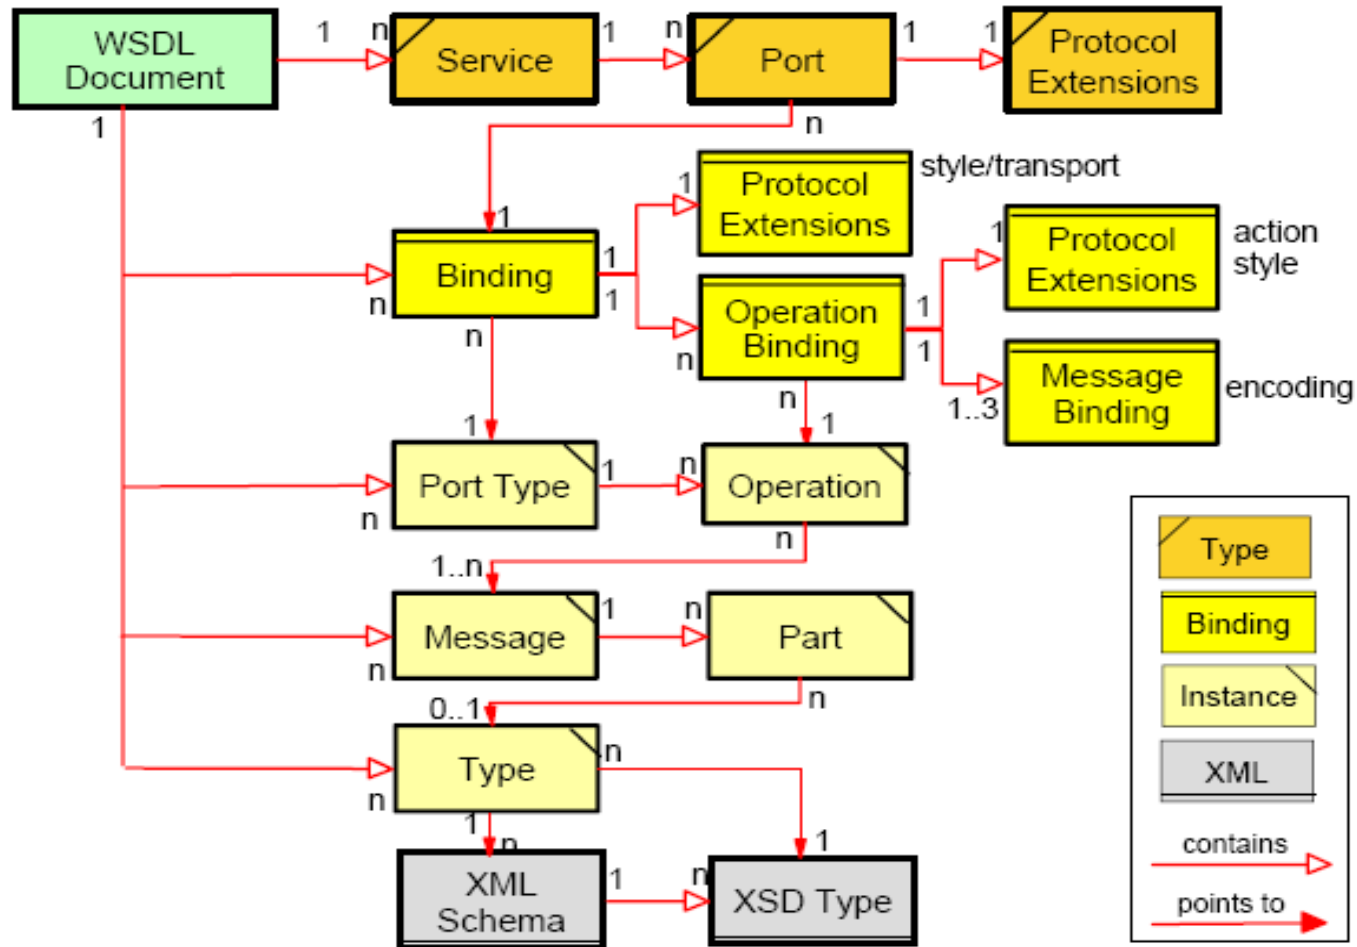 WSDL
Document
1
n
Service
1
n
Port
1
1
Protocol
Extensions
1
n
1
Protocol
Extensions
style/transport
1
Binding
1
1
n
n
Operation
Binding
n
1
1
1
Protocol
Extensions
action
style
Message
Binding
1..3
encoding
n
1
1
Port Type
1
n
n
Operation
n
1..n
Message
1
n
n
Part
n
0..1
Type
n
n
1
n
1
XML
Schema
1
n
XSD Type
Type
Binding
Instance
XML
contains
points to